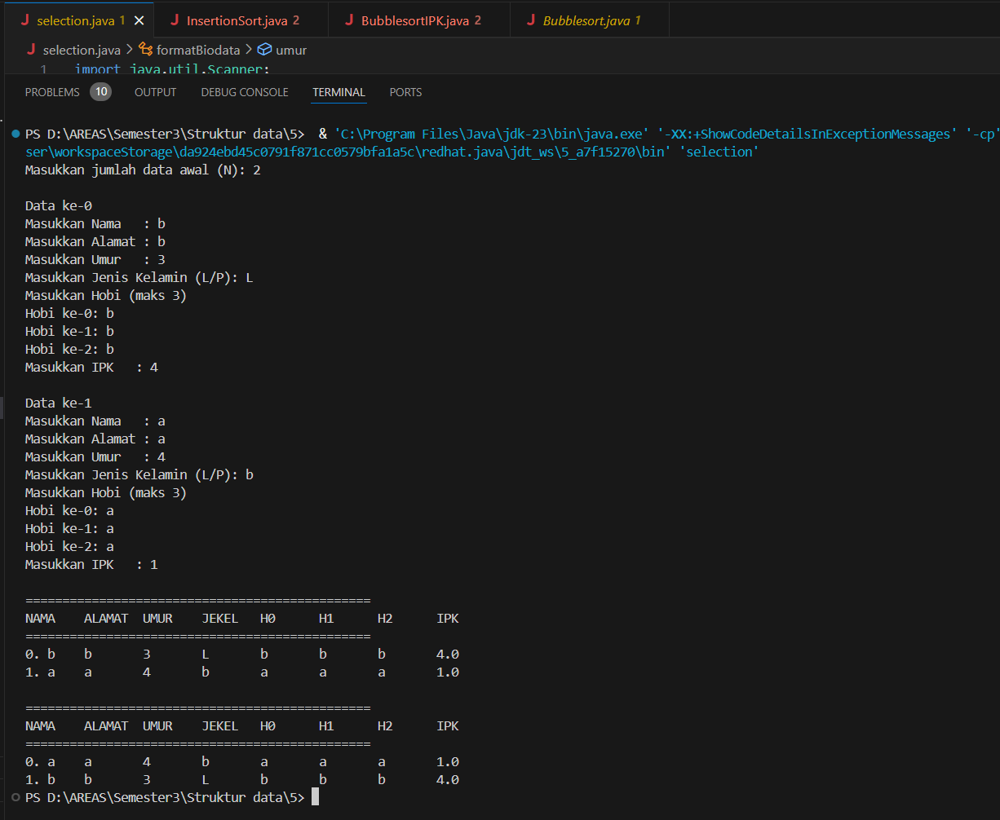 selection.java 1 InsertionSort.java 2 BubblesortIPK.java 2 Bubblesort.java 1
selection.java > formatBiodata > umur
1 import java.util.Scanner;
PROBLEMS 10 OUTPUT DEBUG CONSOLE TERMINAL PORTS
PS D:\AREAS\Semester3\Struktur data\5> & 'C:\Program Files\Java\jdk-23\bin\java.exe' '-XX:+ShowCodeDetailsInExceptionMessages' '-cp'
ser\workspaceStorage\da924ebd45c0791f871cc0579bfa1a5c\redhat.java\jdt_ws\5_a7f15270\bin' 'selection'
Masukkan jumlah data awal (N): 2
Data ke-0
Masukkan Nama : b
Masukkan Alamat : b
Masukkan Umur : 3
Masukkan Jenis Kelamin (L/P): L
Masukkan Hobi (maks 3)
Hobi ke-0: b
Hobi ke-1: b
Hobi ke-2: b
Masukkan IPK : 4
Data ke-1
Masukkan Nama : a
Masukkan Alamat : a
Masukkan Umur : 4
Masukkan Jenis Kelamin (L/P): b
Masukkan Hobi (maks 3)
Hobi ke-0: a
Hobi ke-1: a
Hobi ke-2: a
Masukkan IPK : 1
===============================================
NAMA ALAMAT UMUR JEKEL H0 H1 H2 IPK
===============================================
0. b b 3 L b b b 4.0
1. a a 4 b a a a 1.0
===============================================
NAMA ALAMAT UMUR JEKEL H0 H1 H2 IPK
===============================================
0. a a 4 b a a a 1.0
1. b b 3 L b b b 4.0
PS D:\AREAS\Semester3\Struktur data\5>